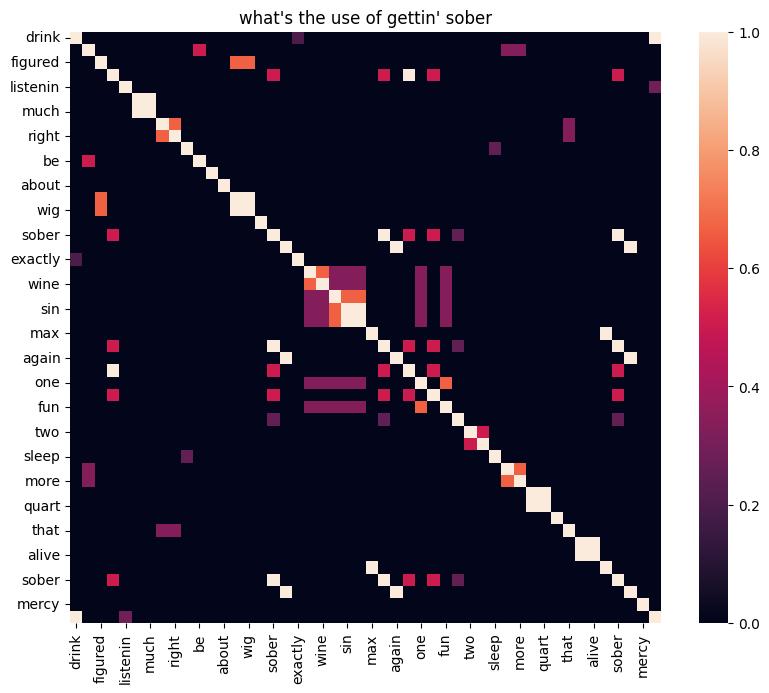 what's the use of gettin' sober
drink
figured
listenin
much
right
be
about
wig
sober
exactly
wine
sin
max
again
one
fun
two
sleep
more
quart
that
alive
sober
mercy
1.0
0.8
0.6
0.4
0.2
0.0
drink
figured
listenin
much
right
be
about
wig
sober
exactly
wine
sin
max
again
one
fun
two
sleep
more
quart
that
alive
sober
mercy